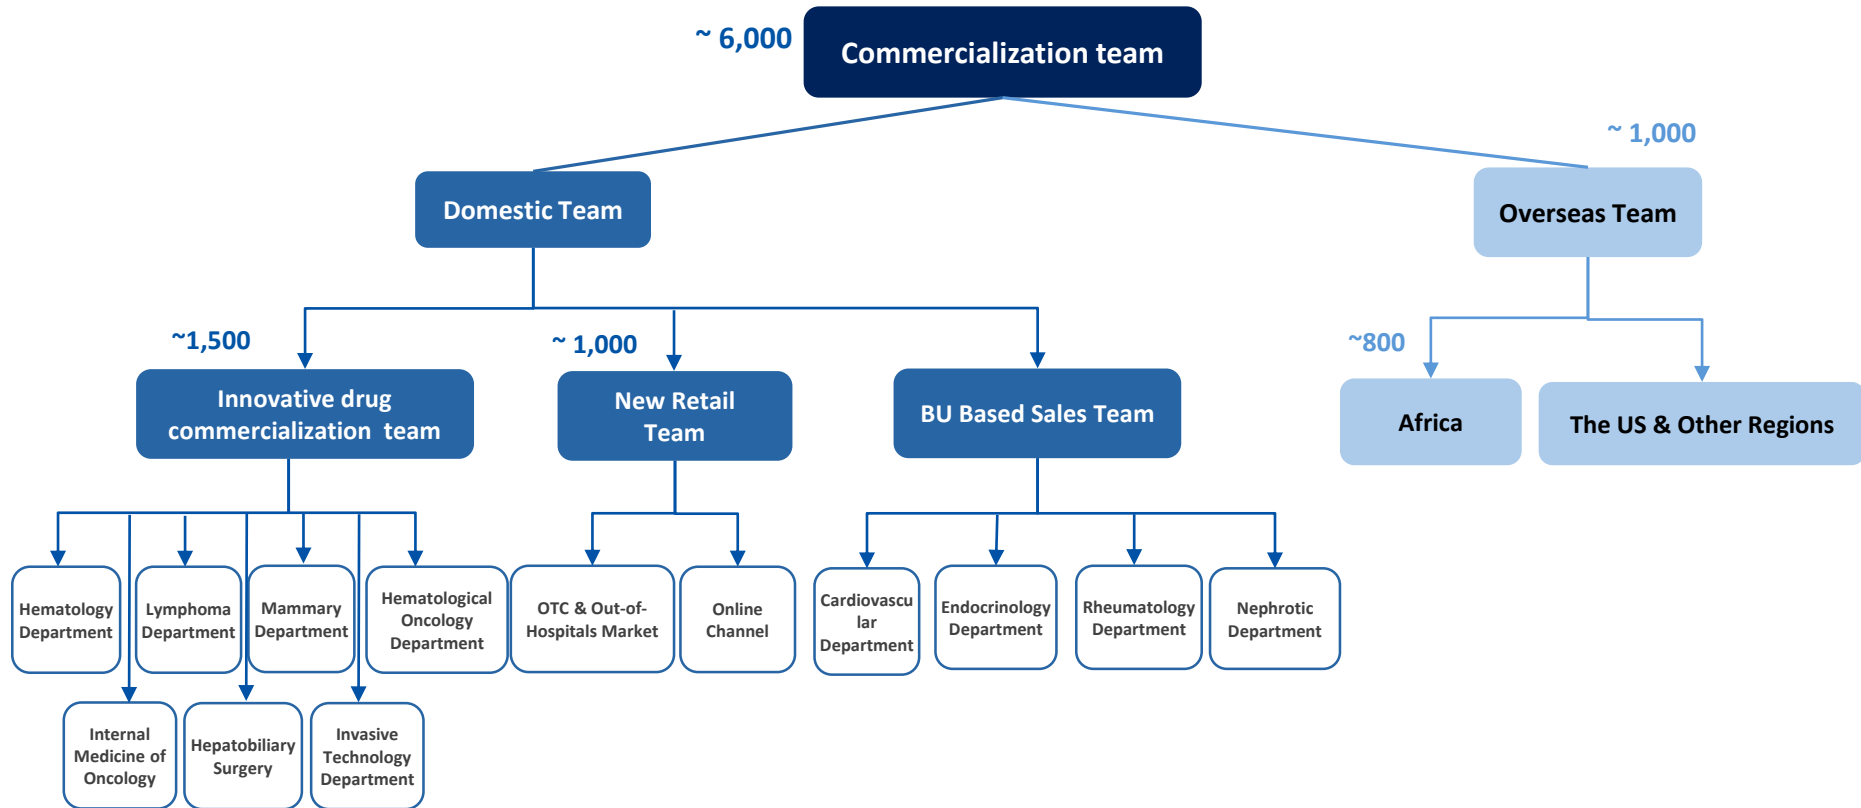 ~ 6,000
Commercialization team
~ 1,000
Domestic Team
Overseas Team
~1,500
~ 1,000
~800
Innovative drug
commercialization team
New Retail
Team
BU Based Sales Team
Africa
The US & Other Regions
Hematology
Department
Lymphoma
Department
Mammary
Department
Hematological
Oncology
Department
OTC & Out-of-
Hospitals Market
Online
Channel
Cardiovascu
lar
Department
Endocrinology
Department
Rheumatology
Department
Nephrotic
Department
Internal
Medicine of
Oncology
Hepatobiliary
Surgery
Invasive
Technology
Department